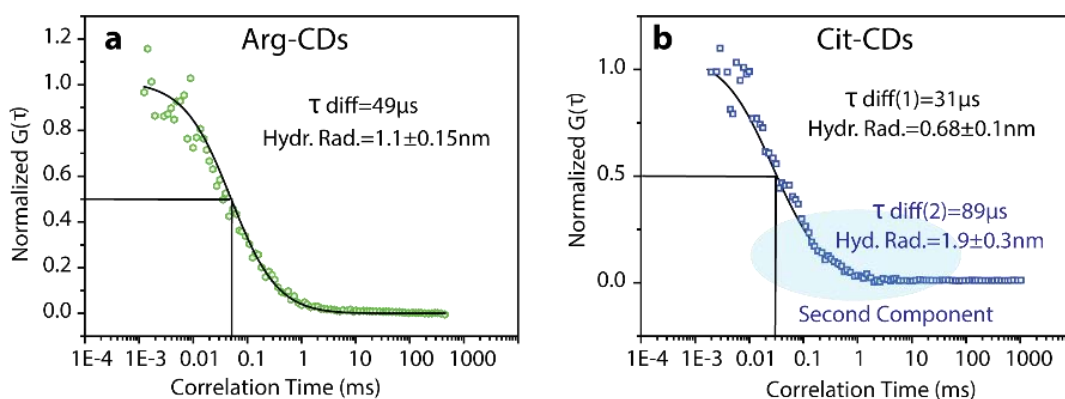 a
Arg-CDs
τ diff=49μs
Hydr. Rad.=1.1±0.15nm
Normalized G(τ)
1.2
1.0
0.8
0.6
0.4
0.2
0.0
1E-4 1E-3 0.01 0.1 1 10 100
Correlation Time (ms)
b
Cit-CDs
τ diff(1)=31μs
Hydr. Rad.=0.68±0.1nm
τ diff(2)=89μs
Hyd. Rad.=1.9±0.3nm
Second Component
Normalized G(τ)
1.0
0.5
0.0
1E-4 1E-3 0.01 0.1 1 10 100 1000
Correlation Time (ms)